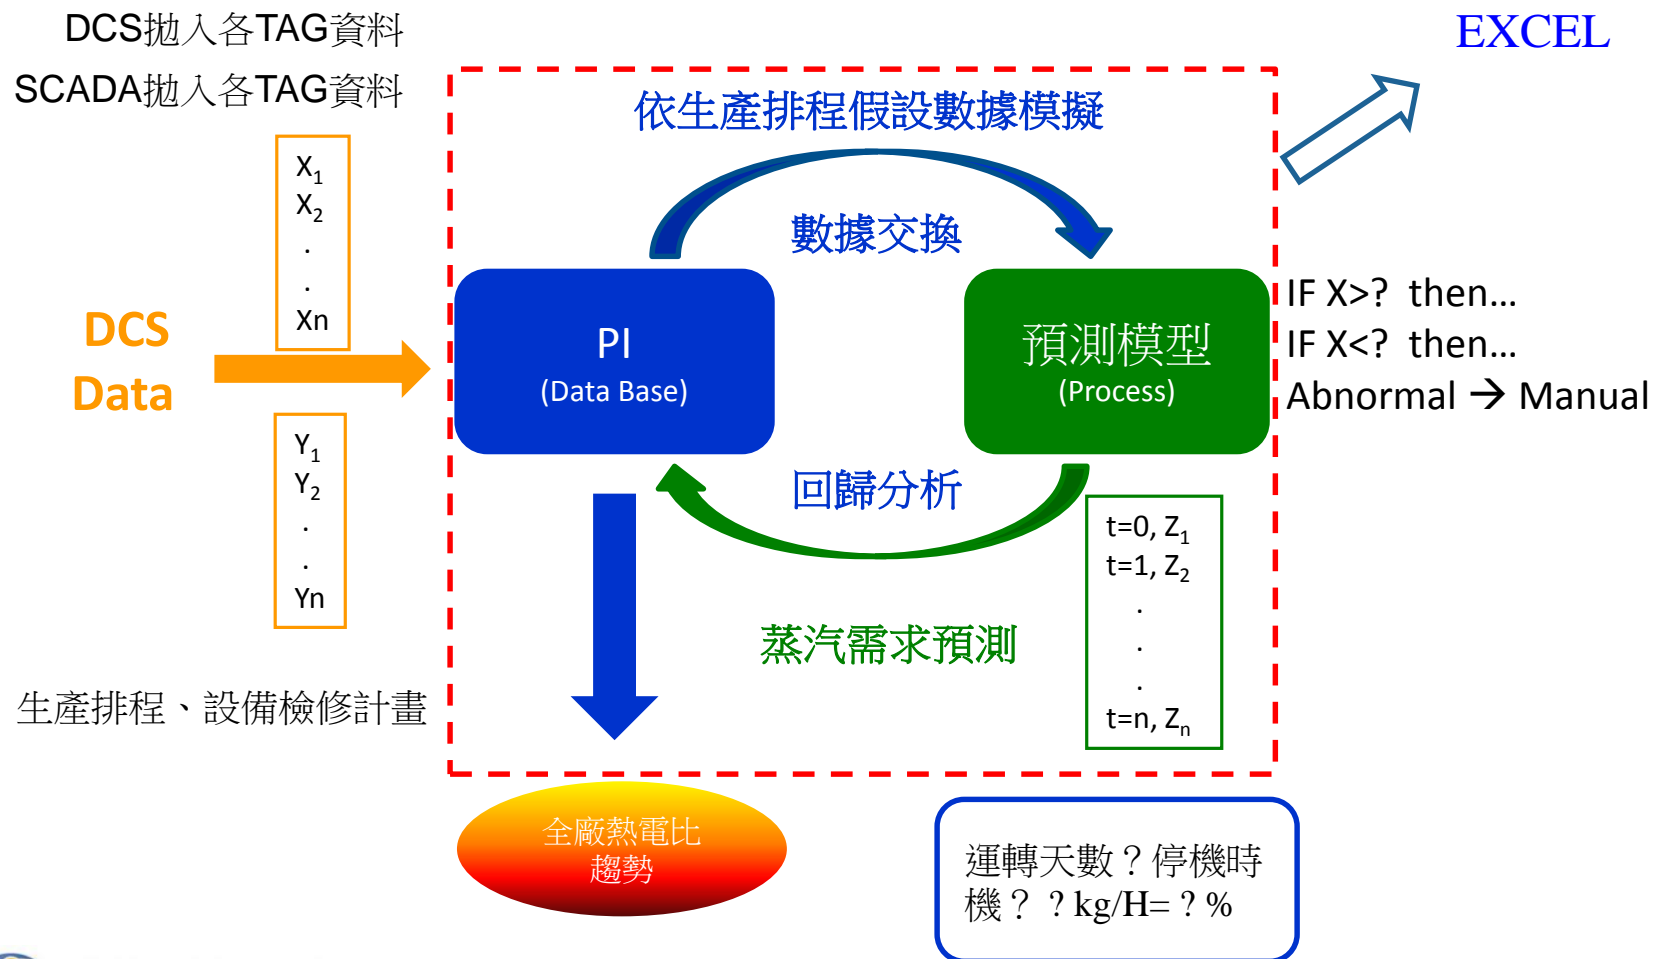 DCS拋入各TAG資料
SCADA拋入各TAG資料
EXCEL
依生產排程假設數據模擬
X1
X2
.
.
Xn
數據交換
DCS
Data
PI
(Data Base)
預測模型
(Process)
IF X>? then…
IF X<? then…
Abnormal → Manual
Y1
Y2
.
.
Yn
回歸分析
t=0, Z1
t=1, Z2
.
.
.
t=n, Zn
蒸汽需求預測
生產排程、設備檢修計畫
全廠熱電比
趨勢
運轉天數？停機時
機？？kg/H=？%